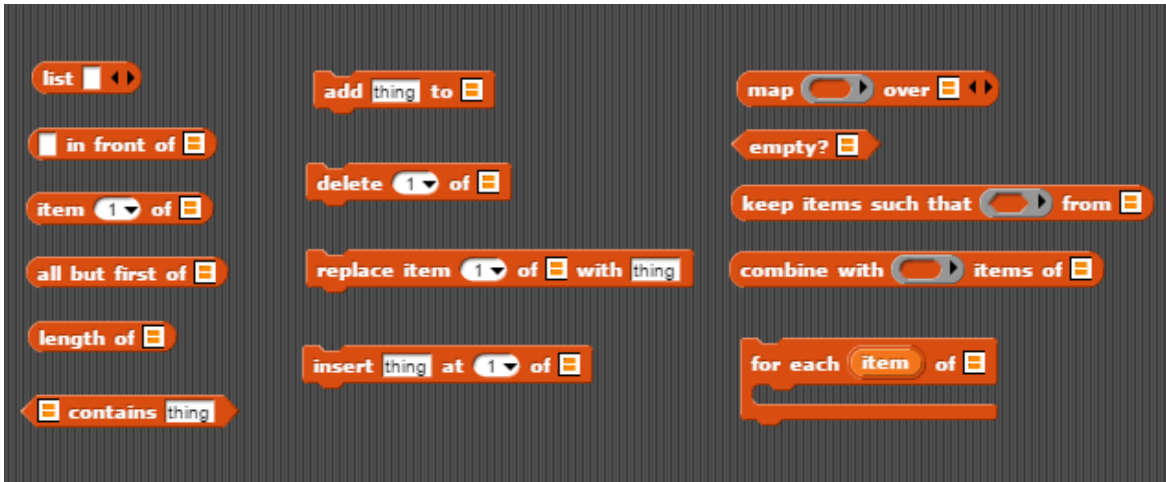 list
in front of
item 1 of
all but first of
length of
contains thing
add thing to
delete 1 of
replace item 1 of with thing
insert thing at 1 of
map over
empty?
keep items such that from
combine with items of
for each item of